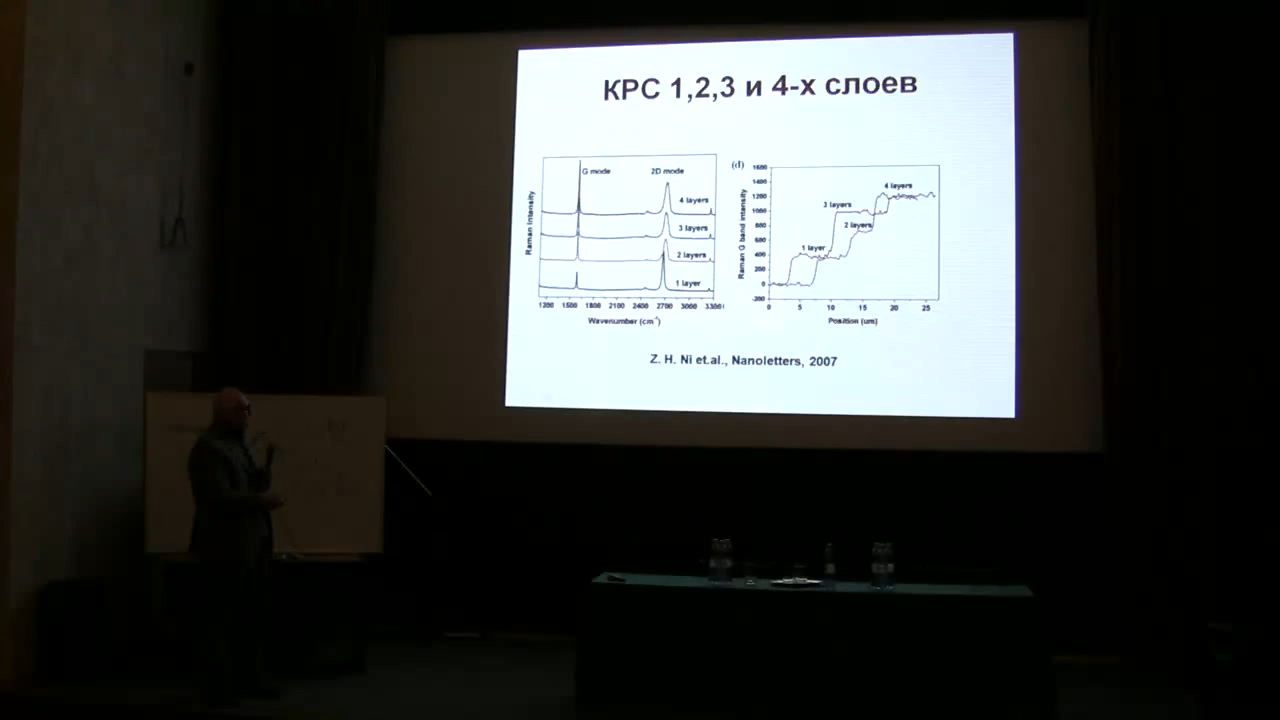 КРС 1,2,3 и 4-х слоев
G mode
2D mode
4 layers
3 layers
2 layers
1 layer
Raman Intensity
1200 1500 1800 2100 2400 2700 3000 3300
Wavenumber (cm⁻¹)
(d)
1600
1400
1200
1000
800
600
400
200
0
-200
Raman G band intensity
4 layers
3 layers
2 layers
1 layer
0 5 10 15 20 25
Position (um)
Z. H. Ni et.al., Nanoletters, 2007